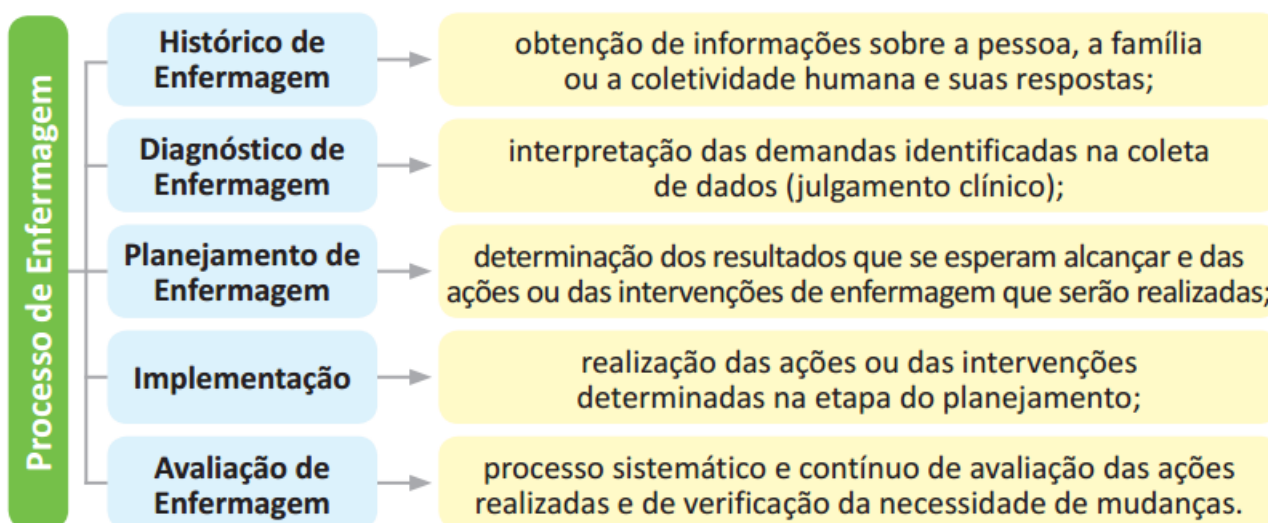 Processo de Enfermagem
Histórico de
Enfermagem
obtenção de informações sobre a pessoa, a família
ou a coletividade humana e suas respostas;
Diagnóstico de
Enfermagem
interpretação das demandas identificadas na coleta
de dados (julgamento clínico);
Planejamento de
Enfermagem
determinação dos resultados que se esperam alcançar e das
ações ou das intervenções de enfermagem que serão realizadas;
Implementação
realização das ações ou das intervenções
determinadas na etapa do planejamento;
Avaliação de
Enfermagem
processo sistemático e contínuo de avaliação das ações
realizadas e de verificação da necessidade de mudanças.